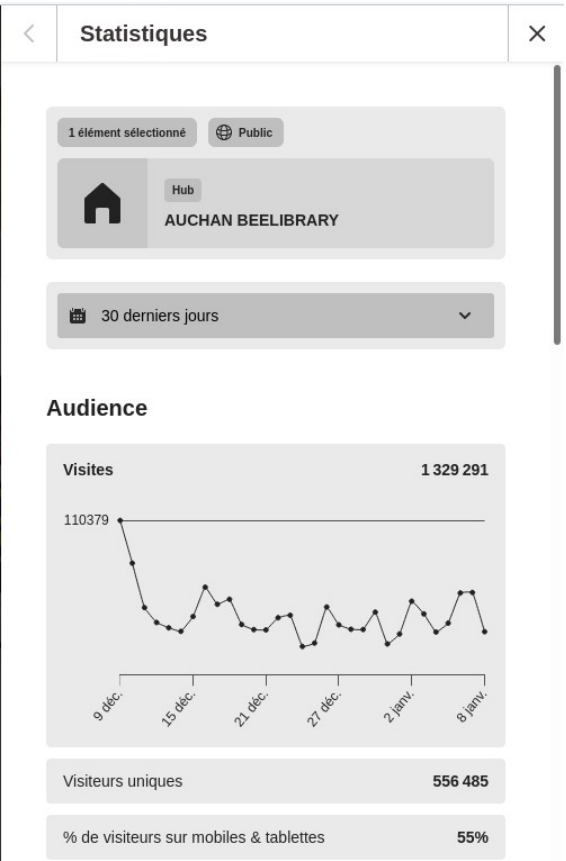 Statistiques
1 élément sélectionné
Public
Hub
AUCHAN BEELIBRARY
30 derniers jours
Audience
Visites 1 329 291
110379
9 déc. 15 déc. 21 déc. 27 déc. 2 janv. 8 janv.
Visiteurs uniques 556 485
% de visiteurs sur mobiles & tablettes 55%